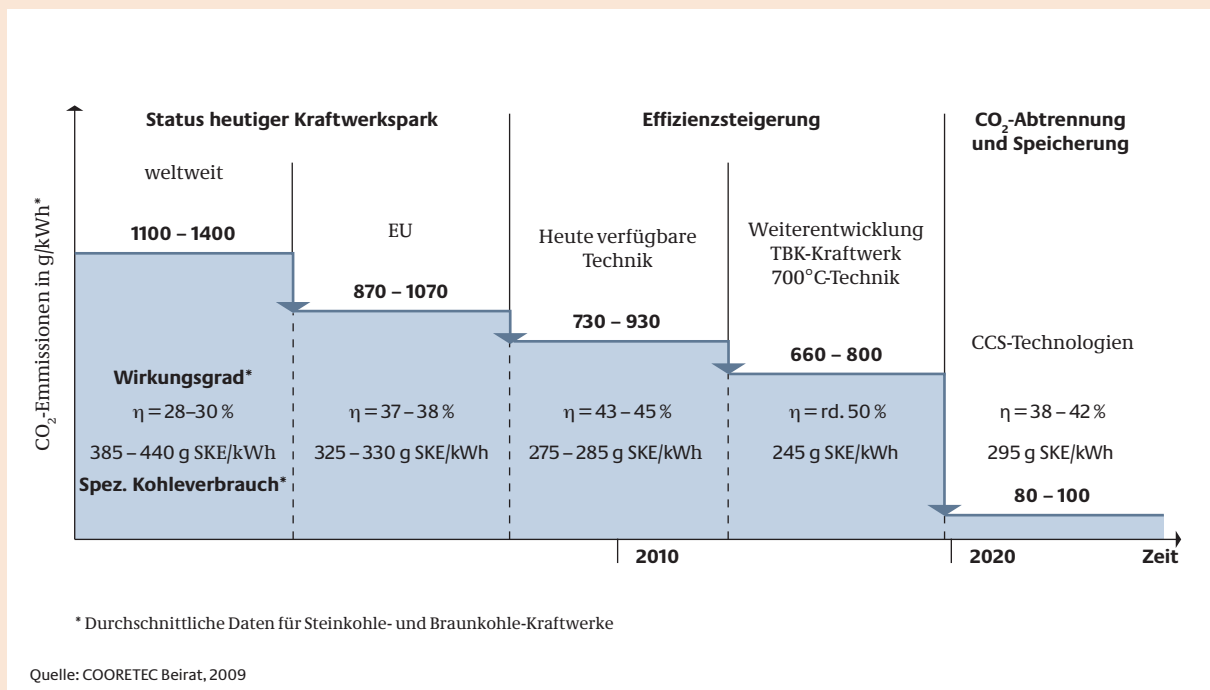 Status heutiger Kraftwerkspark
Effizienzsteigerung
CO₂-Abtrennung
und Speicherung
CO₂-Emmissionen in g/kWh*
weltweit
1100 – 1400
EU
870 – 1070
Heute verfügbare
Technik
730 – 930
Weiterentwicklung
TBK-Kraftwerk
700°C-Technik
660 – 800
CCS-Technologien
Wirkungsgrad*
η = 28–30 %
η = 37 – 38 %
η = 43 – 45 %
η = rd. 50 %
η = 38 – 42 %
385 – 440 g SKE/kWh
325 – 330 g SKE/kWh
275 – 285 g SKE/kWh
245 g SKE/kWh
295 g SKE/kWh
Spez. Kohleverbrauch*
80 – 100
2010
2020
Zeit
* Durchschnittliche Daten für Steinkohle- und Braunkohle-Kraftwerke
Quelle: COORETEC Beirat, 2009